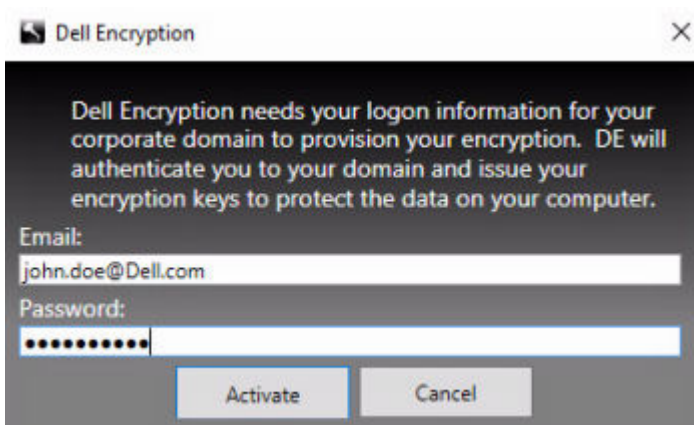 Dell Encryption
Dell Encryption needs your logon information for your
corporate domain to provision your encryption.  DE will
authenticate you to your domain and issue your
encryption keys to protect the data on your computer.
Email:
john.doe@Dell.com
Password:
●●●●●●●●●●
Activate
Cancel